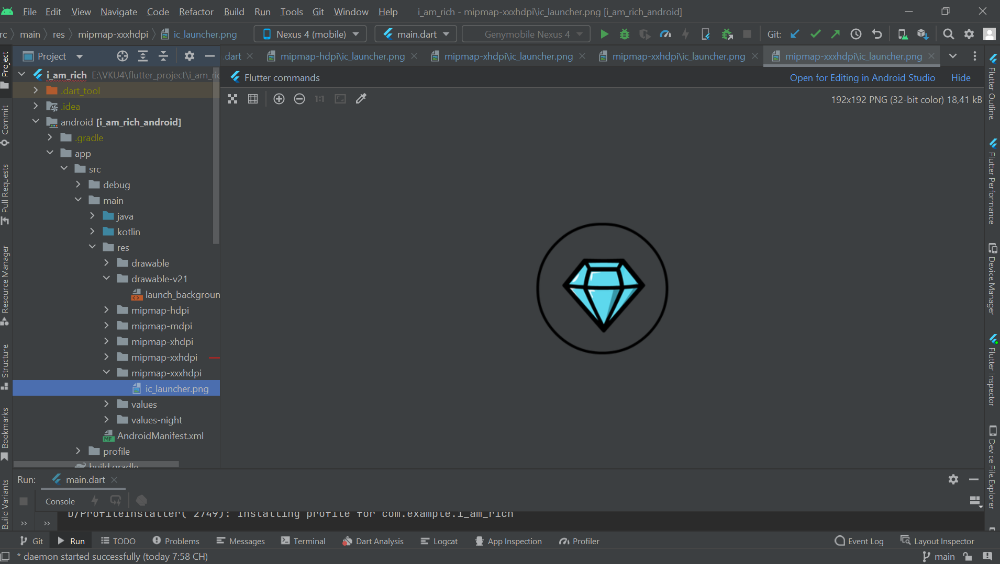 File Edit View Navigate Code Refactor Build Run Tools Git Window Help i_am_rich - mipmap-xxxhdpi\ic_launcher.png [i_am_rich_android]
rc main res mipmap-xxxhdpi ic_launcher.png Nexus 4 (mobile) main.dart Genymobile Nexus 4 Git:
Project .dart mipmap-hdpi\ic_launcher.png mipmap-xhdpi\ic_launcher.png mipmap-xxhdpi\ic_launcher.png mipmap-xxxhdpi\ic_launcher.png
Flutter commands Open for Editing in Android Studio Hide
1:1 192x192 PNG (32-bit color) 18,41 kB
i_am_rich E:\VKU4\flutter_project\i_am_ric
.dart_tool
.idea
android [i_am_rich_android]
.gradle
app
src
debug
main
java
kotlin
res
drawable
drawable-v21
launch_backgroun
mipmap-hdpi
mipmap-mdpi
mipmap-xhdpi
mipmap-xxhdpi
mipmap-xxxhdpi
ic_launcher.png
values
values-night
MF AndroidManifest.xml
profile
build.gradle
Project
Commit
Pull Requests
Resource Manager
Structure
Bookmarks
Build Variants
Flutter Outline
Flutter Performance
Device Manager
Flutter Inspector
Device File Explorer
Run: main.dart
Console
D/ProfileInstaller( 2749): Installing profile for com.example.i_am_rich
Git Run TODO Problems Messages Terminal Dart Analysis Logcat App Inspection Profiler Event Log Layout Inspector
* daemon started successfully (today 7:58 CH) main